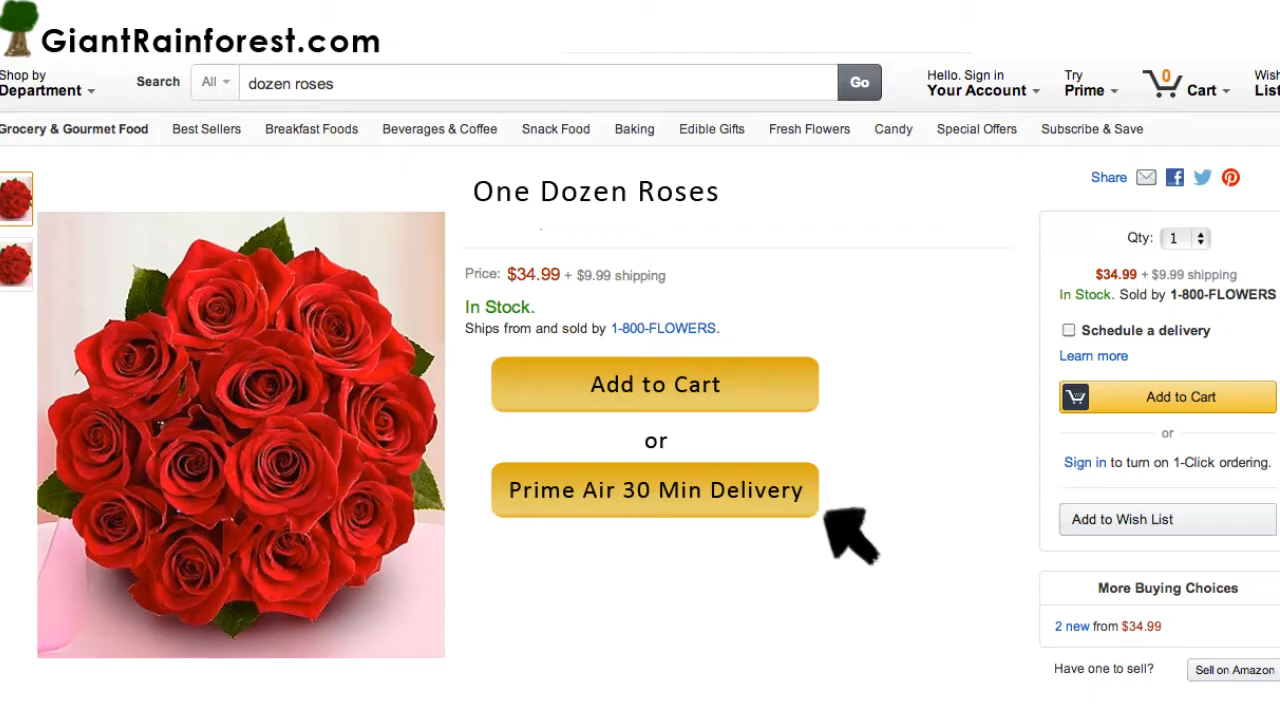 GiantRainforest.com
Shop by
Department
Search
All
dozen roses
Go
Hello. Sign in
Your Account
Try
Prime
0
Cart
Wish
List
Grocery & Gourmet Food
Best Sellers
Breakfast Foods
Beverages & Coffee
Snack Food
Baking
Edible Gifts
Fresh Flowers
Candy
Special Offers
Subscribe & Save
One Dozen Roses
Price: $34.99 + $9.99 shipping
In Stock.
Ships from and sold by 1-800-FLOWERS.
Add to Cart
or
Prime Air 30 Min Delivery
Share
Qty: 1
$34.99 + $9.99 shipping
In Stock. Sold by 1-800-FLOWERS
Schedule a delivery
Learn more
Add to Cart
or
Sign in to turn on 1-Click ordering.
Add to Wish List
More Buying Choices
2 new from $34.99
Have one to sell?
Sell on Amazon